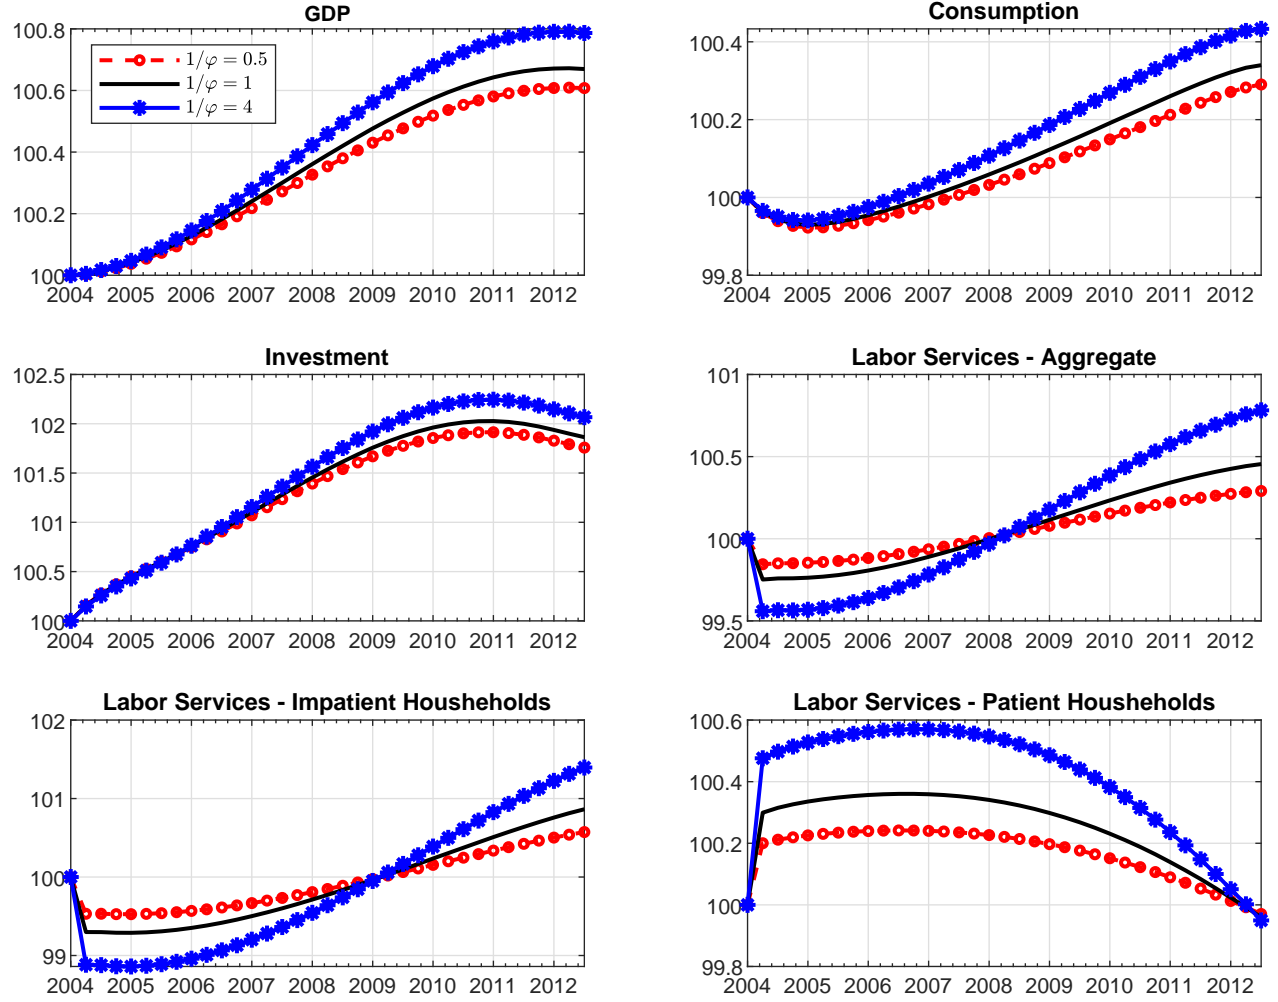 GDP
100.8
100.6
100.4
100.2
100
2004 2005 2006 2007 2008 2009 2010 2011 2012
1/φ = 0.5
1/φ = 1
1/φ = 4
Consumption
100.4
100.2
100
99.8
2004 2005 2006 2007 2008 2009 2010 2011 2012
Investment
102.5
102
101.5
101
100.5
100
2004 2005 2006 2007 2008 2009 2010 2011 2012
Labor Services - Aggregate
101
100.5
100
99.5
2004 2005 2006 2007 2008 2009 2010 2011 2012
Labor Services - Impatient Housheholds
102
101
100
99
2004 2005 2006 2007 2008 2009 2010 2011 2012
Labor Services - Patient Housheholds
100.6
100.4
100.2
100
99.8
2004 2005 2006 2007 2008 2009 2010 2011 2012